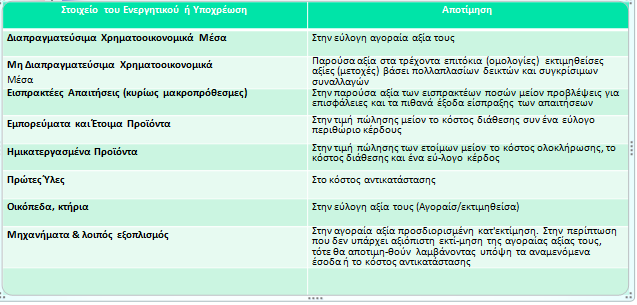 Στοιχείο του Ενεργητικού ή Υποχρέωση
Αποτίμηση
Διαπραγματεύσιμα Χρηματοοικονομικά Μέσα
Στην εύλογη αγοραία αξία τους
Μη Διαπραγματεύσιμα Χρηματοοικονομικά
Μέσα
Παρούσα αξία στα τρέχοντα επιτόκια (ομολογίες) εκτιμηθείσες
αξίες (μετοχές) βάσει πολλαπλασίων δεικτών και συγκρίσιμων
συναλλαγών
Εισπρακτέες Απαιτήσεις (κυρίως μακροπρόθεσμες)
Στην παρούσα αξία των εισπρακτέων ποσών μείον προβλέψεις για
επισφάλειες και τα πιθανά έξοδα είσπραξης των απαιτήσεων
Εμπορεύματα και Έτοιμα Προϊόντα
Στην τιμή πώλησης μείον το κόστος διάθεσης συν ένα εύλογο
περιθώριο κέρδους
Ημικατεργασμένα Προϊόντα
Στην τιμή πώλησης των ετοίμων μείον το κόστος ολοκλήρωσης, το
κόστος διάθεσης και ένα εύ-λογο κέρδος
Πρώτες Ύλες
Στο κόστος αντικατάστασης
Οικόπεδα, κτήρια
Στην εύλογη αξία τους (Αγοραίς/εκτιμηθείσα)
Μηχανήματα & λοιπός εξοπλισμός
Στην αγοραία αξία προσδιορισμένη κατ'εκτίμηση. Στην περίπτωση
που δεν υπάρχει αξιόπιστη εκτί-μηση της αγοραίας αξίας τους,
τότε θα αποτιμη-θούν λαμβάνοντας υπόψη τα αναμενόμενα
έσοδα ή το κόστος αντικατάστασης